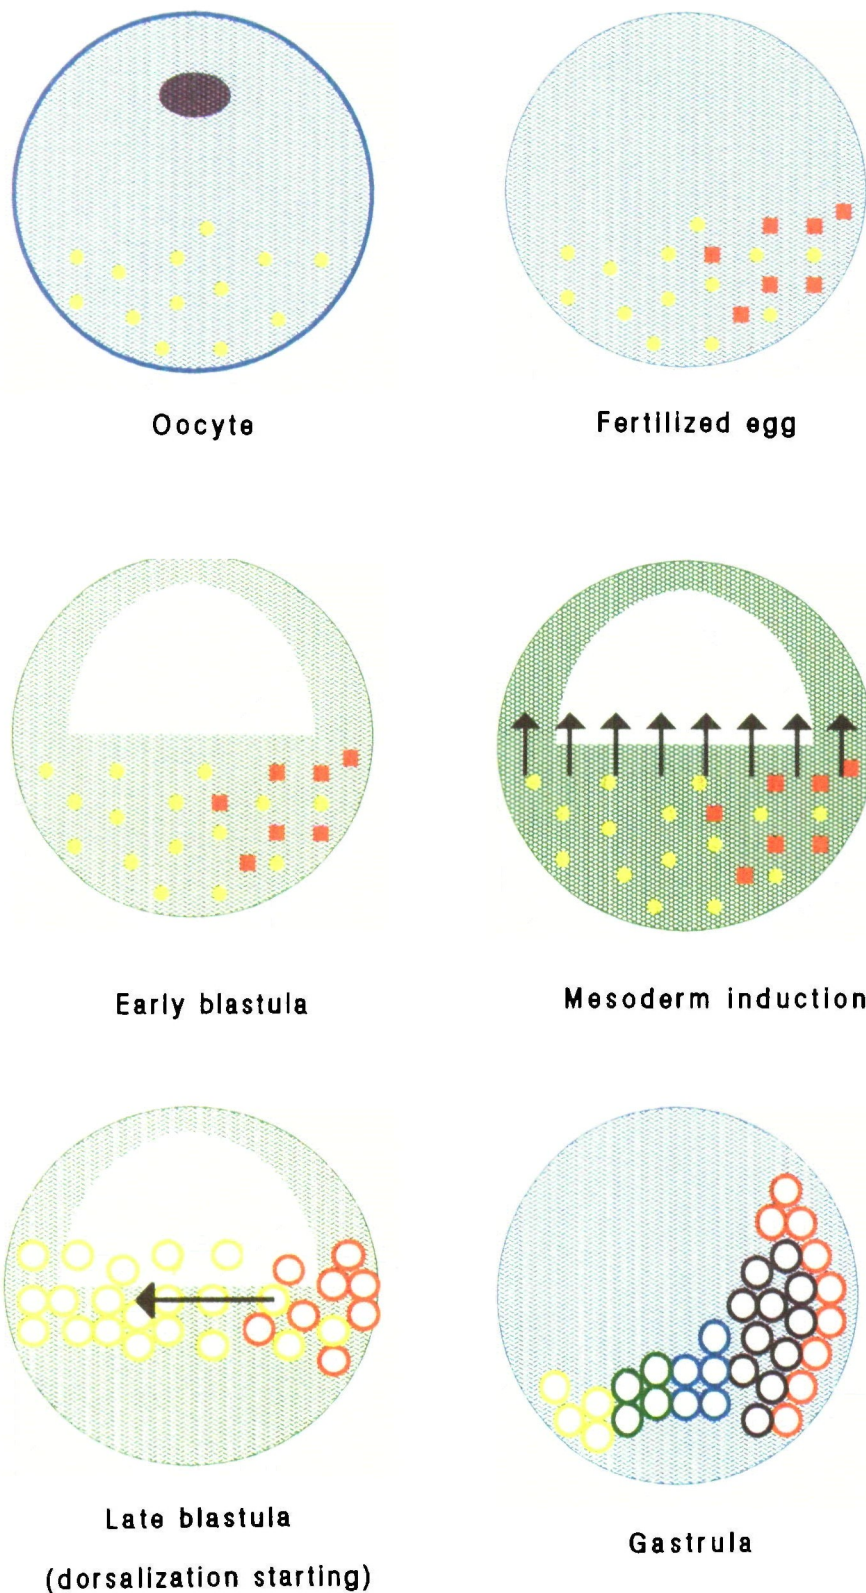 Oocyte
Fertilized egg
Early blastula
Mesoderm induction
Late blastula
(dorsalization starting)
Gastrula